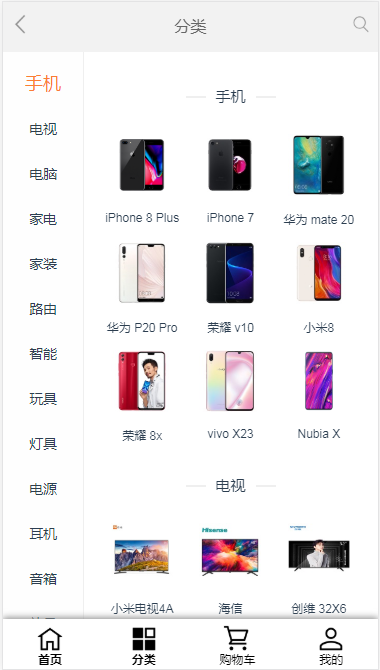 分类
手机
电视
电脑
家电
家装
路由
智能
玩具
灯具
电源
耳机
音箱
手机
iPhone 8 Plus
iPhone 7
华为 mate 20
华为 P20 Pro
荣耀 v10
小米8
荣耀 8x
vivo X23
Nubia X
电视
Hisense
小米电视4A
海信
创维 32X6
首页
分类
购物车
我的